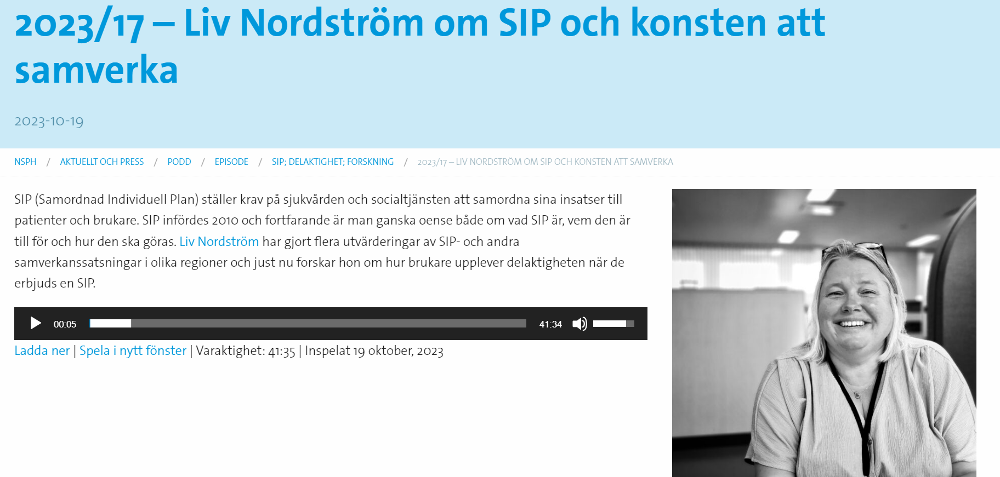 2023/17 – Liv Nordström om SIP och konsten att
samverka
2023-10-19
NSPH / AKTUELLT OCH PRESS / PODD / EPISODE / SIP; DELAKTIGHET; FORSKNING / 2023/17 – LIV NORDSTRÖM OM SIP OCH KONSTEN ATT SAMVERKA
SIP (Samordnad Individuell Plan) ställer krav på sjukvården och socialtjänsten att samordna sina insatser till
patienter och brukare. SIP infördes 2010 och fortfarande är man ganska oense både om vad SIP är, vem den är
till för och hur den ska göras. Liv Nordström har gjort flera utvärderingar av SIP- och andra
samverkanssatsningar i olika regioner och just nu forskar hon om hur brukare upplever delaktigheten när de
erbjuds en SIP.
00:05 41:34
Ladda ner | Spela i nytt fönster | Varaktighet: 41:35 | Inspelat 19 oktober, 2023